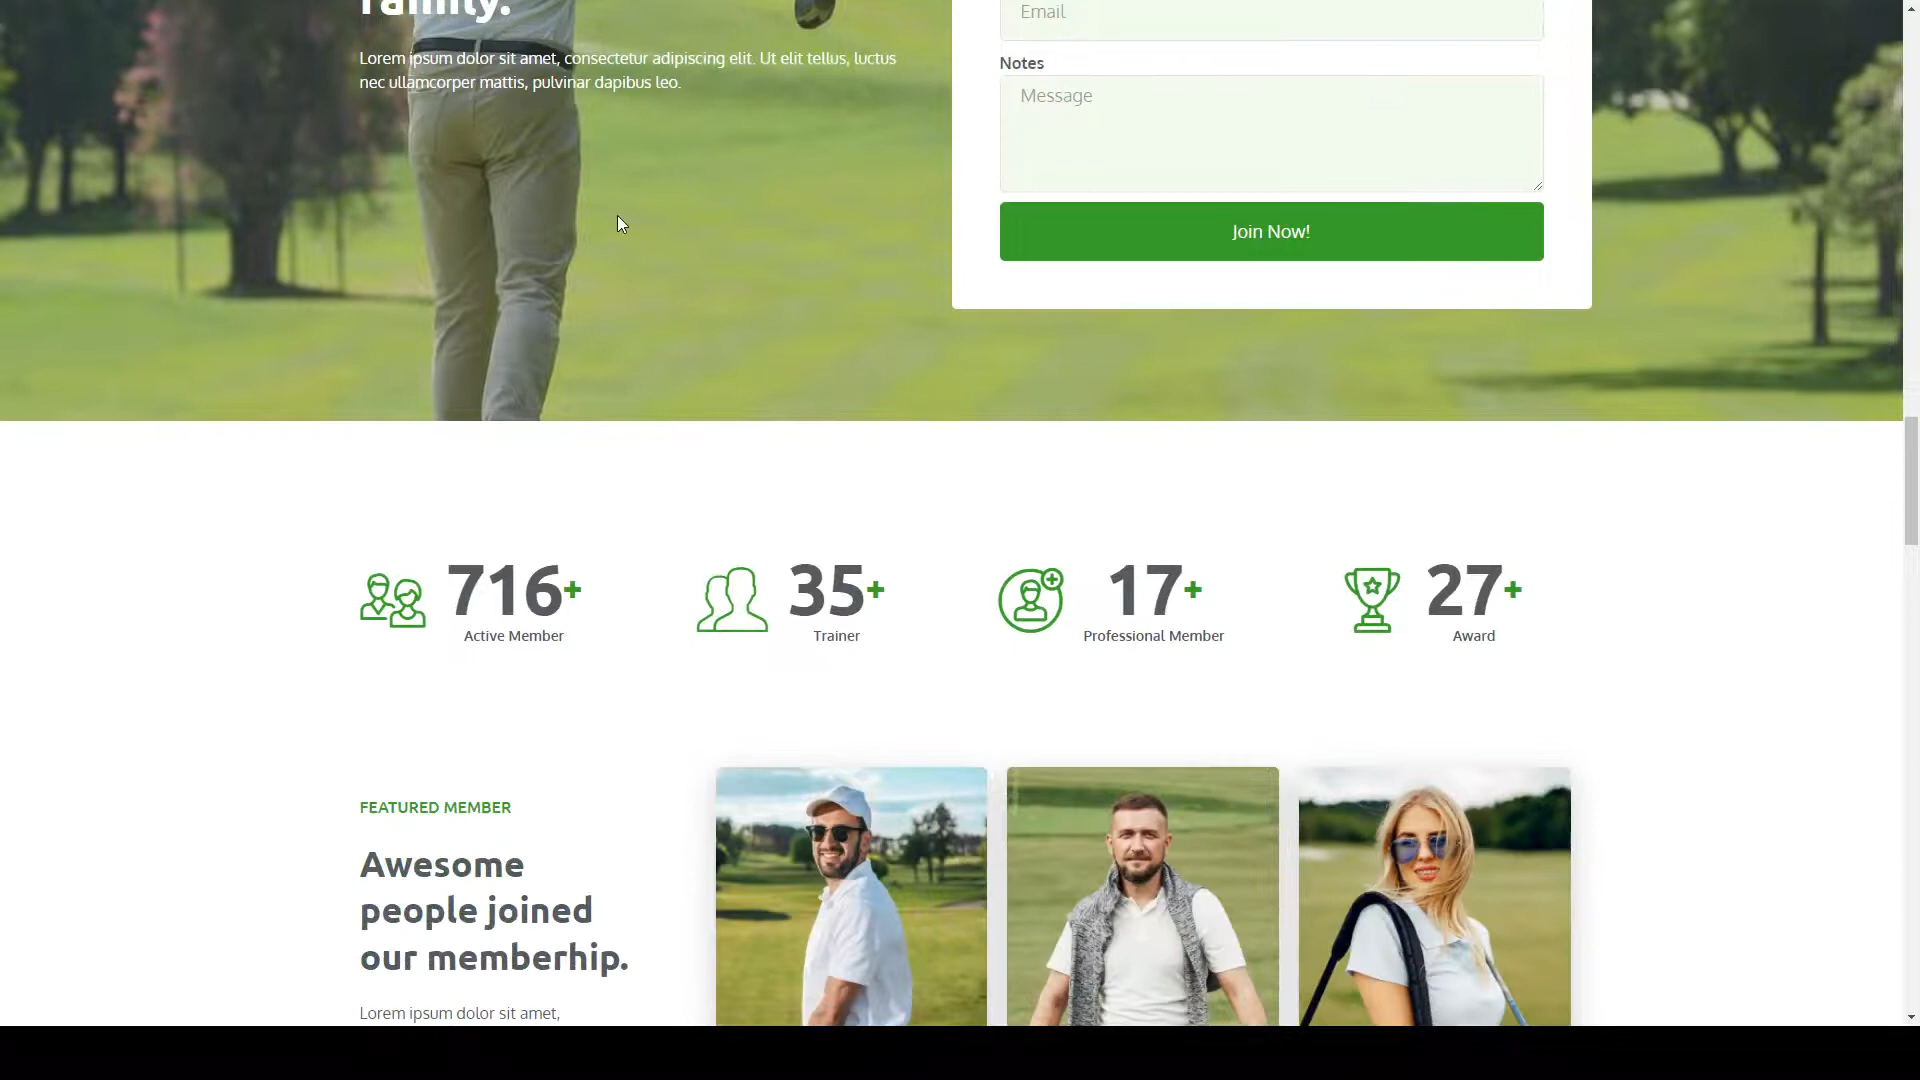 family.
Lorem ipsum dolor sit amet, consectetur adipiscing elit. Ut elit tellus, luctus
nec ullamcorper mattis, pulvinar dapibus leo.
Email
Notes
Message
Join Now!
716+
Active Member
35+
Trainer
17+
Professional Member
27+
Award
FEATURED MEMBER
Awesome
people joined
our memberhip.
Lorem ipsum dolor sit amet,